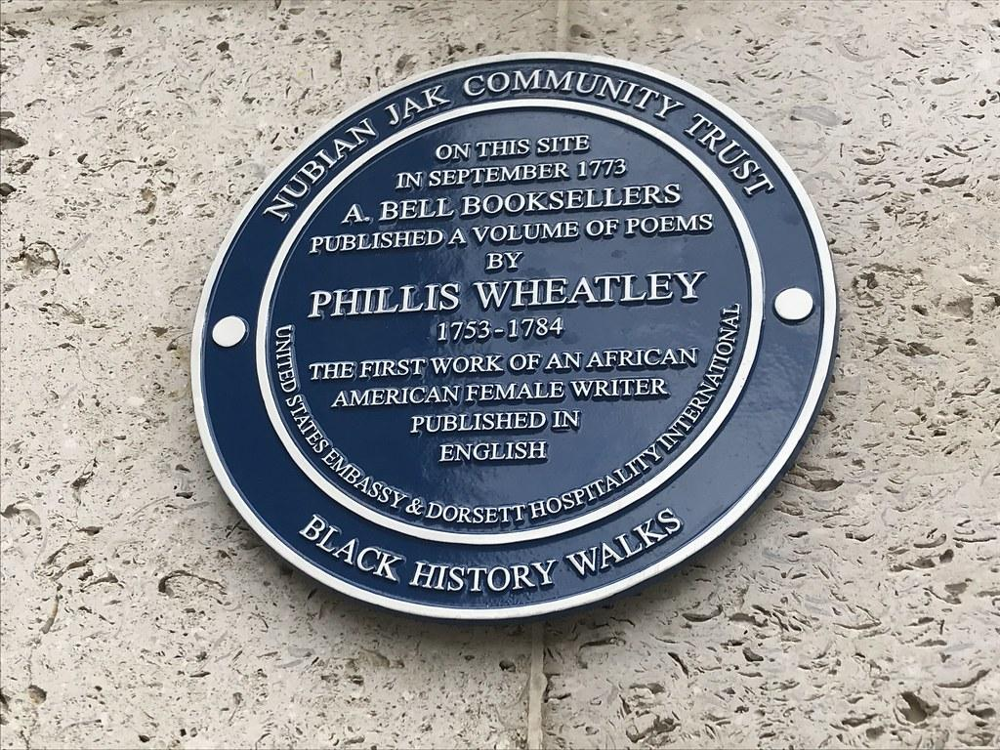 NUBIAN JAK COMMUNITY TRUST
ON THIS SITE
IN SEPTEMBER 1773
A. BELL BOOKSELLERS
PUBLISHED A VOLUME OF POEMS
BY
PHILLIS WHEATLEY
1753-1784
THE FIRST WORK OF AN AFRICAN
AMERICAN FEMALE WRITER
PUBLISHED IN
ENGLISH
UNITED STATES EMBASSY & DORSETT HOSPITALITY INTERNATIONAL
BLACK HISTORY WALKS